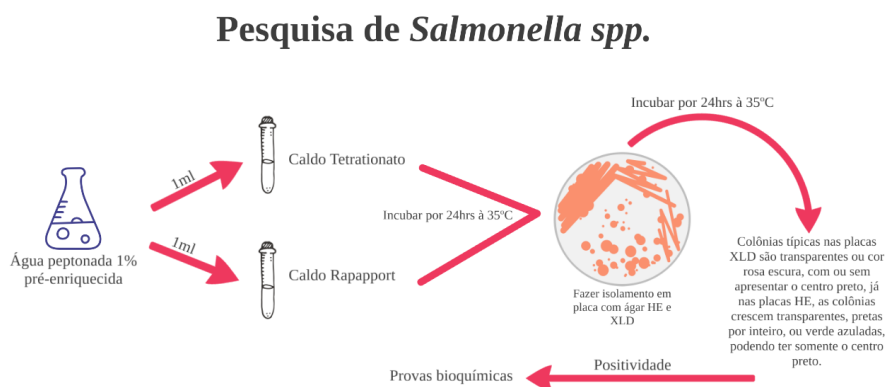 Pesquisa de Salmonella spp.
Incubar por 24hrs à 35ºC
1ml
Caldo Tetrationato
Incubar por 24hrs à 35ºC
Água peptonada 1%
pré-enriquecida
1ml
Caldo Rapapport
Fazer isolamento em
placa com ágar HE e
XLD
Colônias típicas nas placas
XLD são transparentes ou cor
rosa escura, com ou sem
apresentar o centro preto, já
nas placas HE, as colônias
crescem transparentes, pretas
por inteiro, ou verde azuladas,
podendo ter somente o centro
preto.
Positividade
Provas bioquímicas